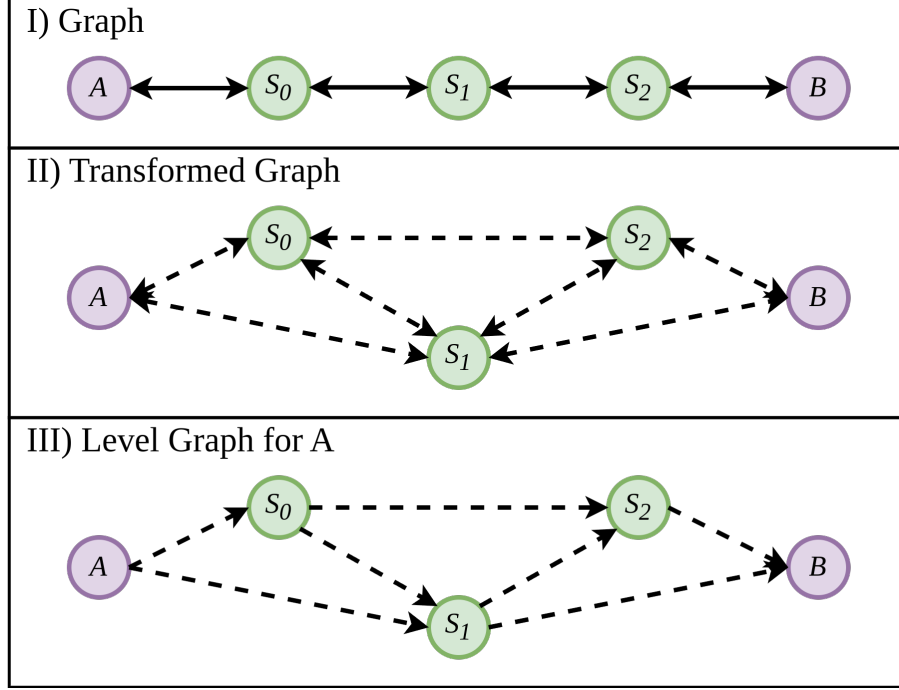 I) Graph
A S0 S1 S2 B
II) Transformed Graph
S0 S2
A B
S1
III) Level Graph for A
S0 S2
A B
S1